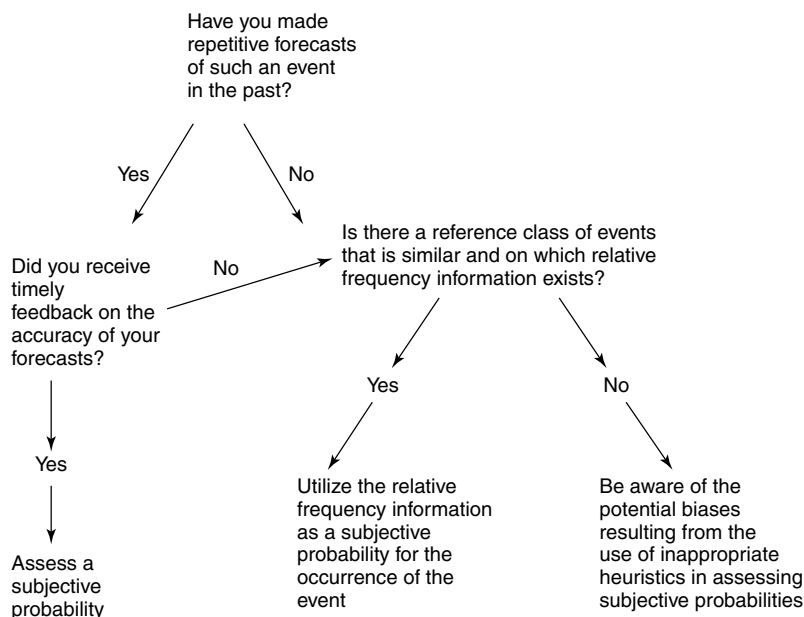 Have you made
repetitive forecasts
of such an event
in the past?
Yes
No
Did you receive
timely
feedback on the
accuracy of your
forecasts?
No
Is there a reference class of events
that is similar and on which relative
frequency information exists?
Yes
No
Yes
Assess a
subjective
probability
Utilize the relative
frequency information
as a subjective
probability for the
occurrence of the
event
Be aware of the
potential biases
resulting from the
use of inappropriate
heuristics in assessing
subjective probabilities